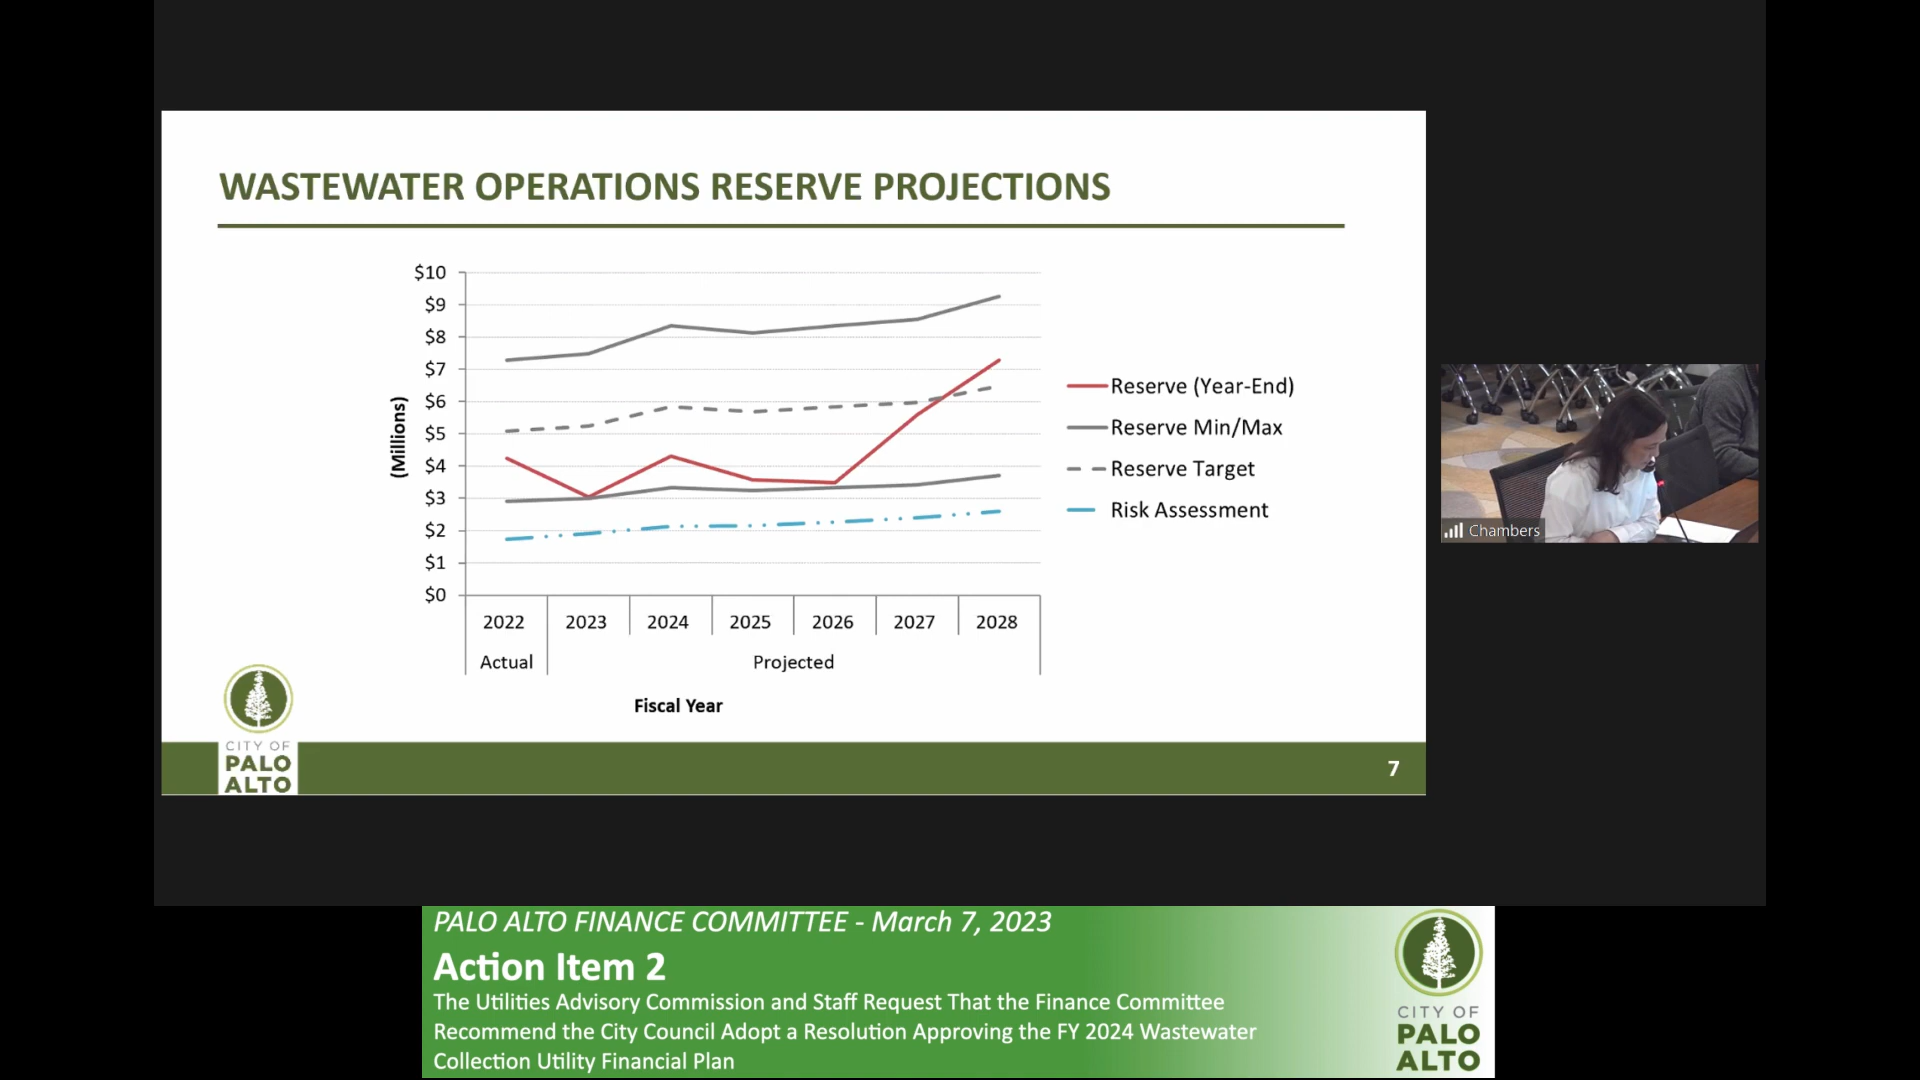 WASTEWATER OPERATIONS RESERVE PROJECTIONS
$10
$9
$8
$7
$6
$5
$4
$3
$2
$1
$0
(Millions)
2022 2023 2024 2025 2026 2027 2028
Actual Projected
Fiscal Year
Reserve (Year-End)
Reserve Min/Max
Reserve Target
Risk Assessment
CITY OF
PALO
ALTO
7
Chambers
PALO ALTO FINANCE COMMITTEE - March 7, 2023
Action Item 2
The Utilities Advisory Commission and Staff Request That the Finance Committee
Recommend the City Council Adopt a Resolution Approving the FY 2024 Wastewater
Collection Utility Financial Plan
CITY OF
PALO
ALTO